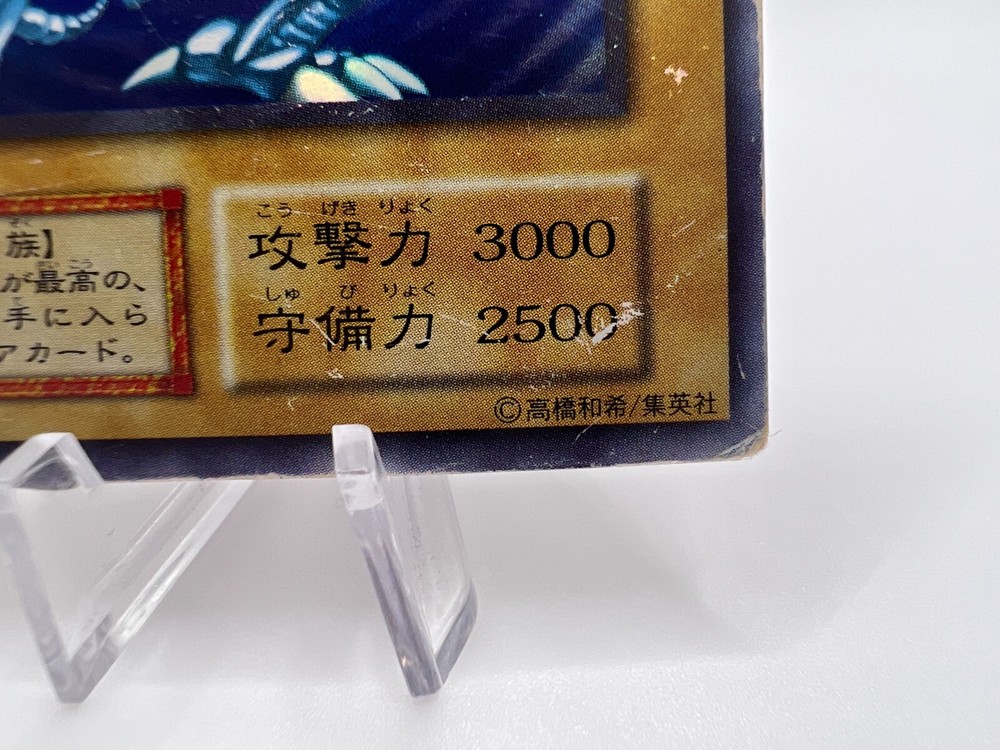 族】
が最高の、
手に入ら
アカード。
こう げき りょく
攻撃力 3000
しゅ び りょく
守備力 2500
©高橋和希/集英社